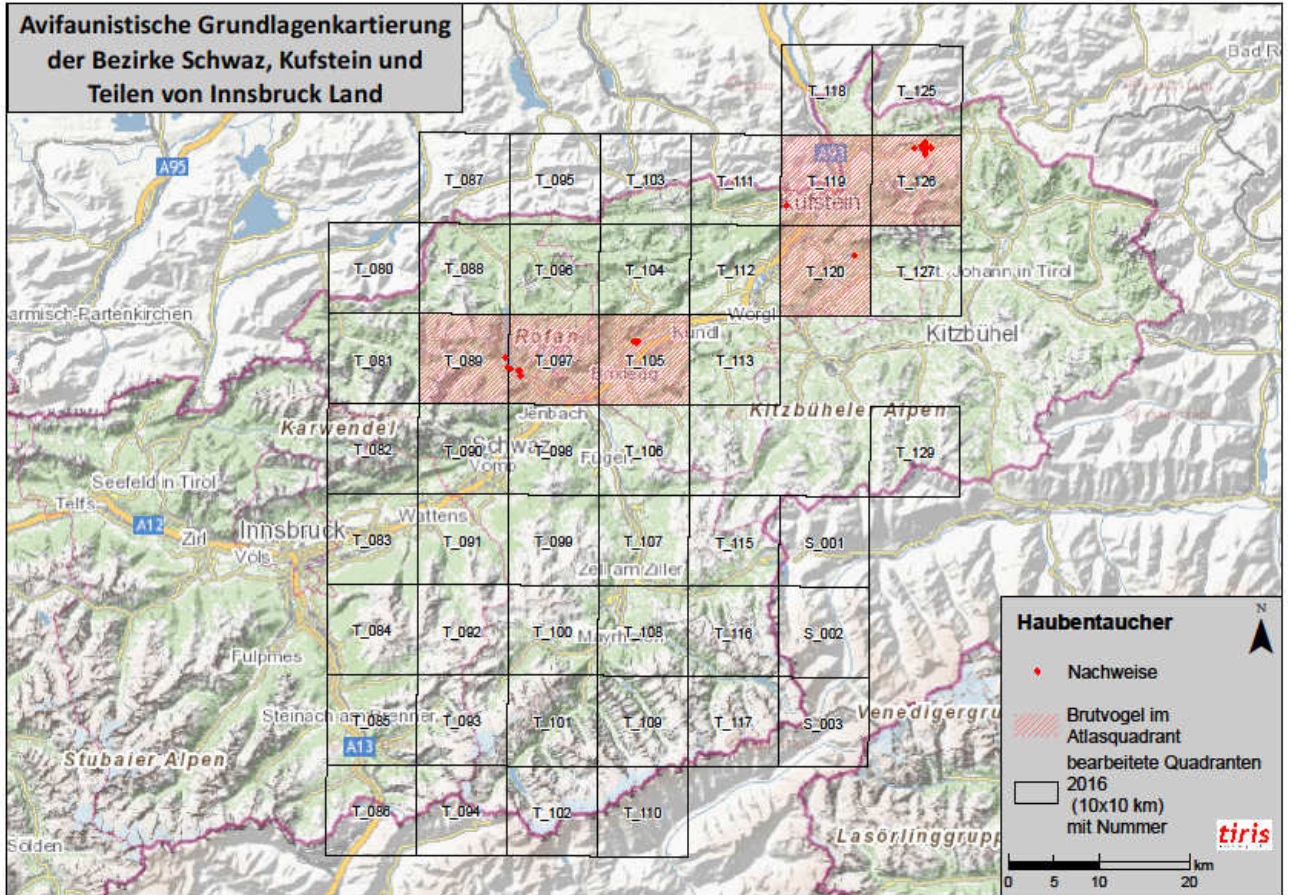 Avifaunistische Grundlagenkartierung
der Bezirke Schwaz, Kufstein und
Teilen von Innsbruck Land
Bad
T_118
T_125
A95
A93
T_087
T_095
T_103
T_111
T_119
T_126
Kufstein
T_080
T_088
T_096
T_104
T_112
T_120
T_127
St. Johann in Tirol
armisch-Partenkirchen
Wörgl
Kundl
Kitzbühel
Rofan
T_081
T_089
T_097
T_105
T_113
Brixlegg
Jenbach
Kitzbüheler Alpen
Karwendel
T_082
T_090
Schwaz
T_098
T_106
T_129
Vomp
Fügen
Seefeld in Tirol
Telfs
A12
Zirl
Innsbruck
Wattens
Völs
T_083
T_091
T_099
T_107
T_115
S_001
Zell am Ziller
T_084
T_092
T_100
T_108
T_116
S_002
Mayrhofen
Fulpmes
Steinach am Brenner
T_085
T_093
T_101
T_109
T_117
S_003
Venedigergru
A13
Stubaier Alpen
T_086
T_094
T_102
T_110
Lasörlinggrupp
Sölden
Haubentaucher
N
Nachweise
Brutvogel im
Atlasquadrant
bearbeitete Quadranten
2016
(10x10 km)
mit Nummer
tiris
km
0 5 10 20